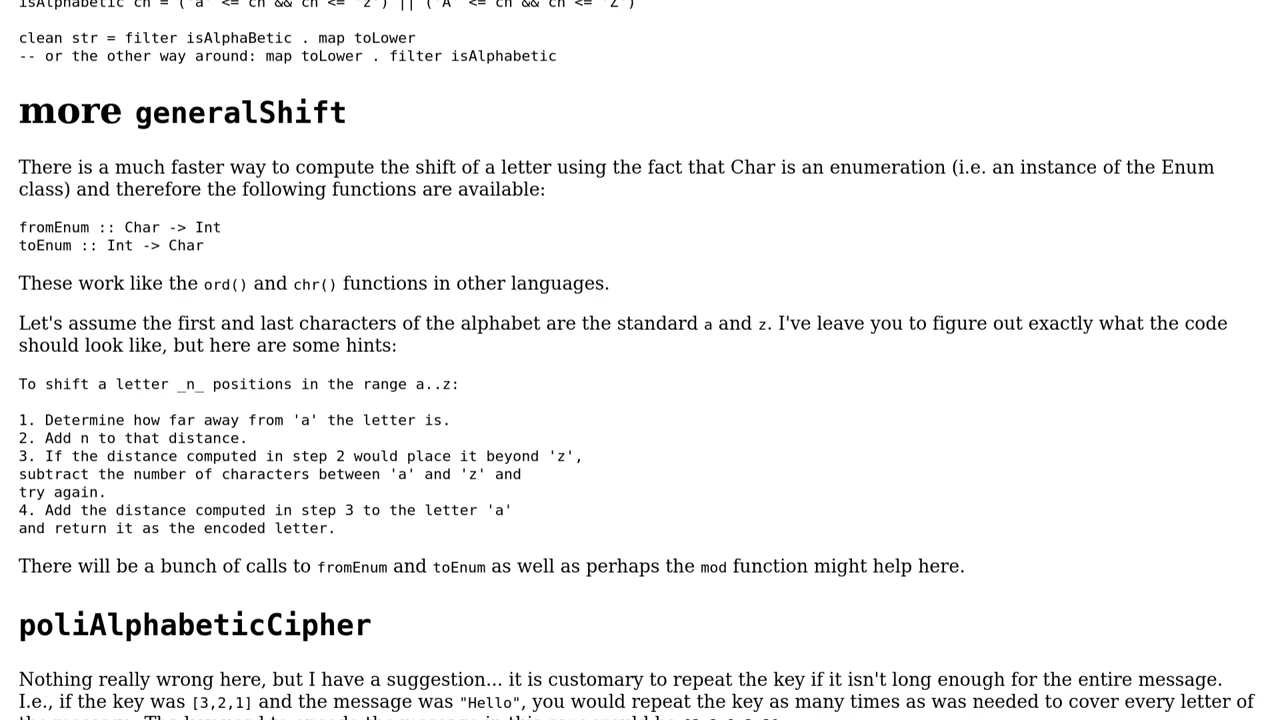 isAlphabetic ch = ('a' <= ch && ch <= 'z') || ('A' <= ch && ch <= 'Z')
clean str = filter isAlphaBetic . map toLower
-- or the other way around: map toLower . filter isAlphabetic
more generalShift
There is a much faster way to compute the shift of a letter using the fact that Char is an enumeration (i.e. an instance of the Enum
class) and therefore the following functions are available:
fromEnum :: Char -> Int
toEnum :: Int -> Char
These work like the ord() and chr() functions in other languages.
Let's assume the first and last characters of the alphabet are the standard a and z. I've leave you to figure out exactly what the code
should look like, but here are some hints:
To shift a letter _n_ positions in the range a..z:
1. Determine how far away from 'a' the letter is.
2. Add n to that distance.
3. If the distance computed in step 2 would place it beyond 'z',
subtract the number of characters between 'a' and 'z' and
try again.
4. Add the distance computed in step 3 to the letter 'a'
and return it as the encoded letter.
There will be a bunch of calls to fromEnum and toEnum as well as perhaps the mod function might help here.
poliAlphabeticCipher
Nothing really wrong here, but I have a suggestion... it is customary to repeat the key if it isn't long enough for the entire message.
I.e., if the key was [3,2,1] and the message was "Hello", you would repeat the key as many times as was needed to cover every letter of